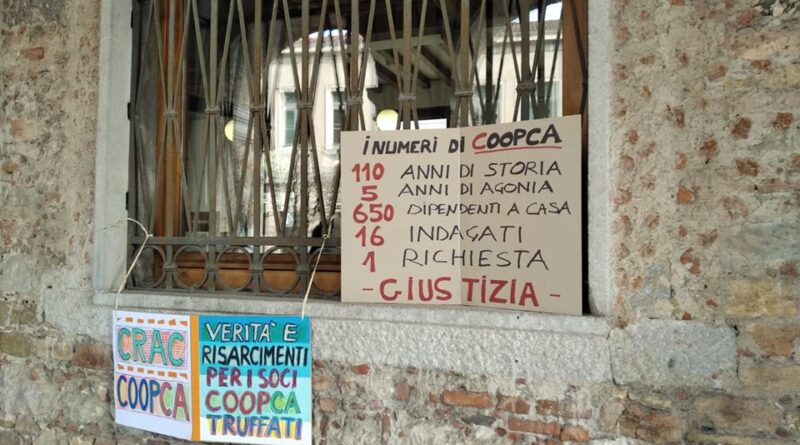 I NUMERI DI COOPCA
110 ANNI DI STORIA
5 ANNI DI AGONIA
650 DIPENDENTI A CASA
16 INDAGATI
1 RICHIESTA
- GIUSTIZIA -
CRAC
COOPCA
VERITA' E
RISARCIMENTI
PER I SOCI
COOPCA
TRUFFATI